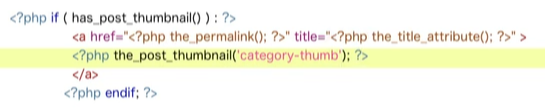 <?php if ( has_post_thumbnail() ) : ?>
<a href="<?php the_permalink(); ?>" title="<?php the_title_attribute(); ?>" >
<?php the_post_thumbnail('category-thumb'); ?>
</a>
<?php endif; ?>